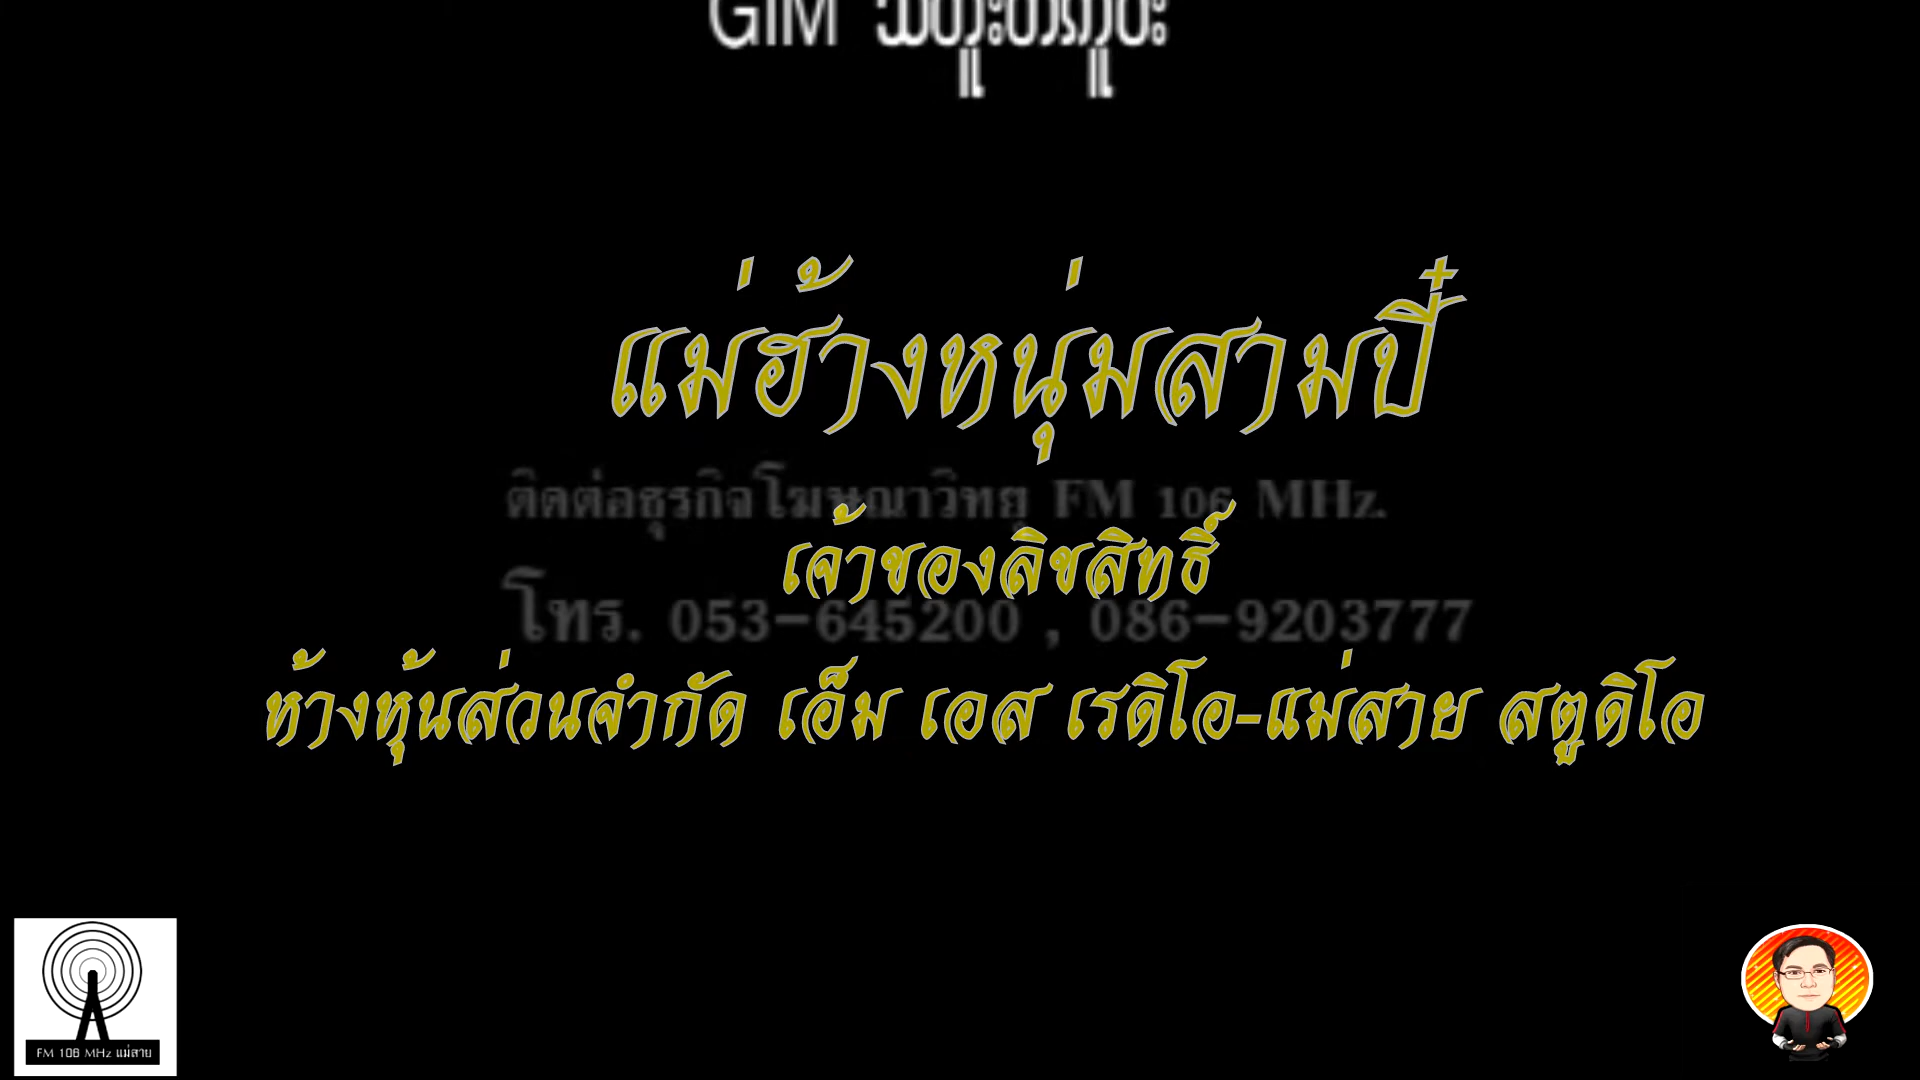 GIM
แม่ฮ้างหนุ่มสามปี๋
ติดต่อธุรกิจโฆษณาวิทยุ FM 106 MHz.
เจ้าของลิขสิทธิ์
โทร. 053-645200 , 086-9203777
ห้างหุ้นส่วนจำกัด เอ็ม เอส เรดิโอ-แม่สาย สตูดิโอ
FM 106 MHz แม่สาย